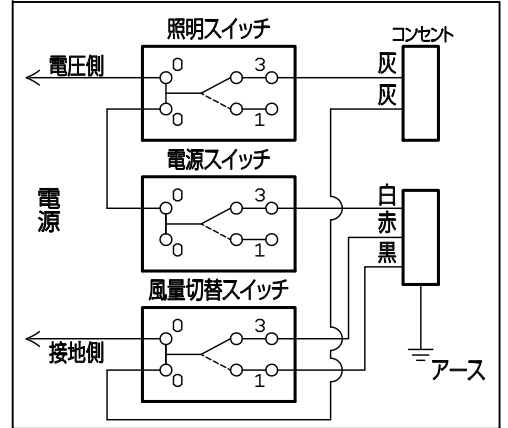 照明スイッチ
コンセント
電圧側
0
3
灰
灰
0
1
電源スイッチ
電源
0
3
白
赤
0
1
黒
風量切替スイッチ
0
3
接地側
0
1
アース